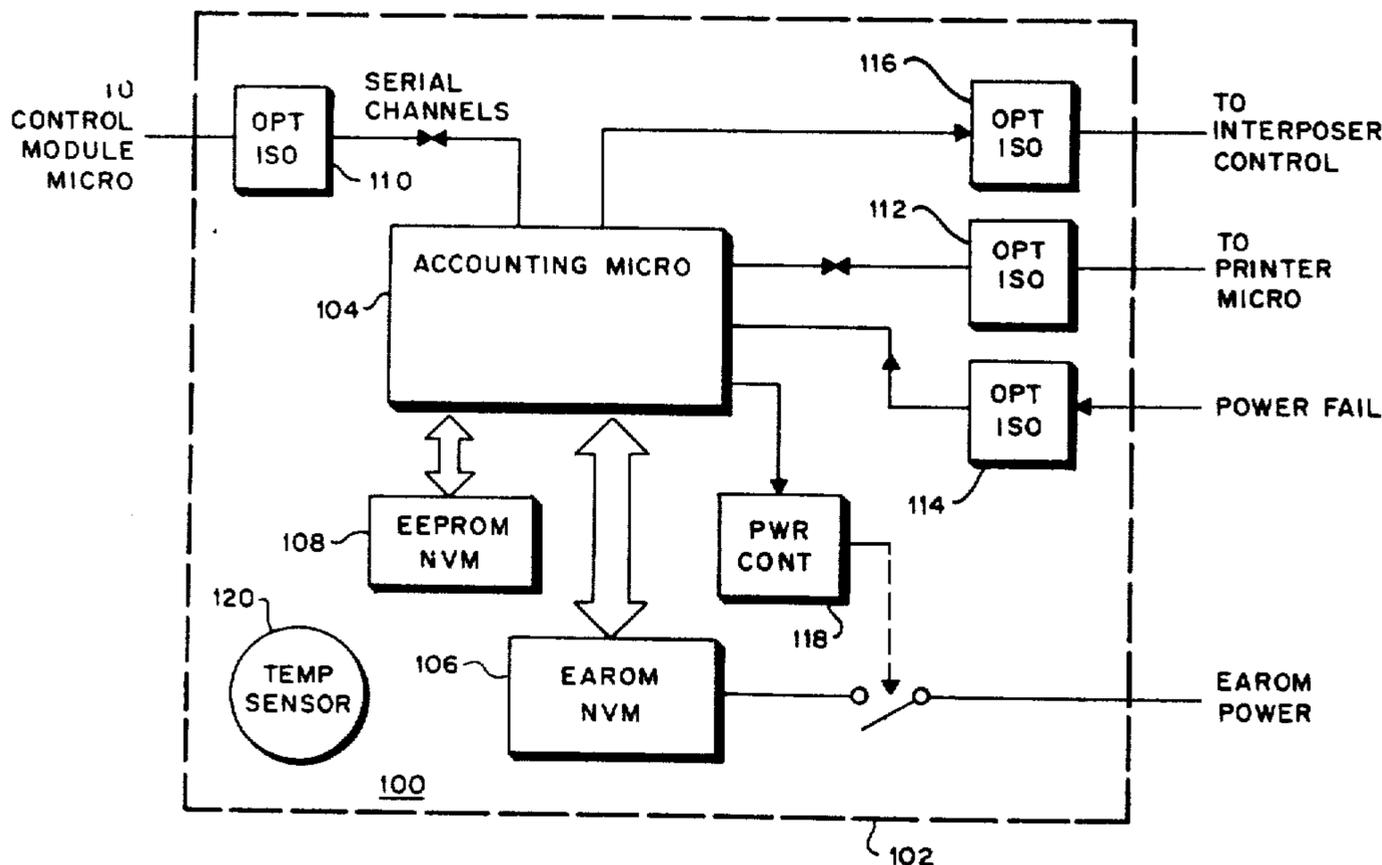 CONTROL
MODULE
MICRO
OPT
ISO
110
SERIAL
CHANNELS
116
OPT
ISO
TO
INTERPOSER
CONTROL
112
OPT
ISO
TO
PRINTER
MICRO
ACCOUNTING MICRO
104
OPT
ISO
POWER FAIL
114
EEPROM
NVM
108
PWR
CONT
118
120
TEMP
SENSOR
106
EAROM
NVM
EAROM
POWER
100
102